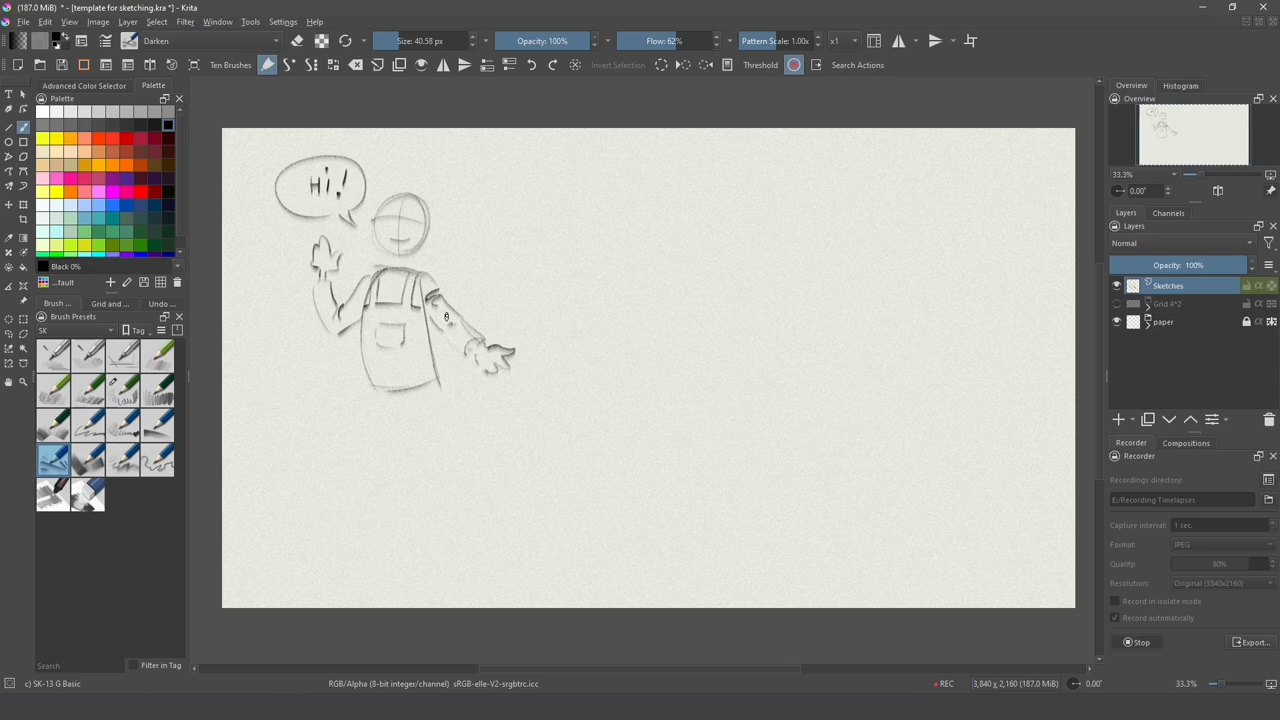 (187.0 MiB) * - [template for sketching.kra *] - Krita
File Edit View Image Layer Select Filter Window Tools Settings Help
Darken Size: 40.58 px Opacity: 100% Flow: 62% Pattern Scale: 1.00x x1
Ten Brushes Invert Selection Threshold Search Actions
Advanced Color Selector Palette
Palette
Black 0%
...fault
Brush ... Grid and ... Undo ...
Brush Presets
SK Tag
Search Filter in Tag
Hi!
Overview Histogram
Overview
33.3%
0.00°
Layers Channels
Layers
Normal
Opacity: 100%
Sketches
Grid 4*2
paper
Recorder Compositions
Recorder
Recordings directory:
E:/Recording Timelapses
Capture interval: 1 sec.
Format: JPEG
Quality: 80%
Resolution: Original (3840x2160)
Record in isolate mode
Record automatically
Stop Export...
c) SK-13 G Basic RGB/Alpha (8-bit integer/channel) sRGB-elle-V2-srgbtrc.icc REC 3,840 x 2,160 (187.0 MiB) 0.00° 33.3%